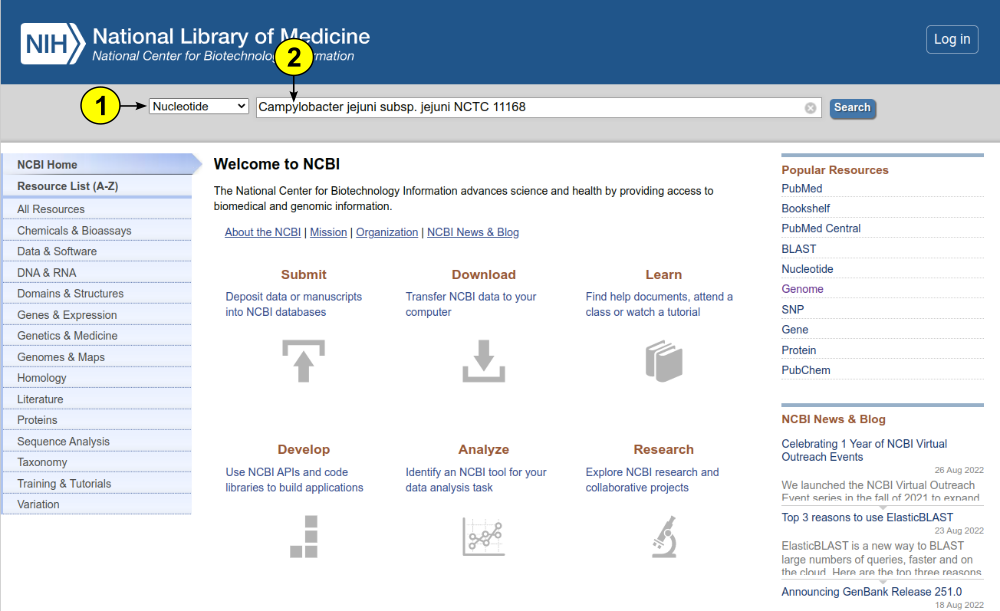 NIH
National Library of Medicine
National Center for Biotechnology Information
Log in
1
2
Nucleotide
Campylobacter jejuni subsp. jejuni NCTC 11168
Search
NCBI Home
Resource List (A-Z)
All Resources
Chemicals & Bioassays
Data & Software
DNA & RNA
Domains & Structures
Genes & Expression
Genetics & Medicine
Genomes & Maps
Homology
Literature
Proteins
Sequence Analysis
Taxonomy
Training & Tutorials
Variation
Welcome to NCBI
The National Center for Biotechnology Information advances science and health by providing access to
biomedical and genomic information.
About the NCBI | Mission | Organization | NCBI News & Blog
Submit
Deposit data or manuscripts
into NCBI databases
Download
Transfer NCBI data to your
computer
Learn
Find help documents, attend a
class or watch a tutorial
Develop
Use NCBI APIs and code
libraries to build applications
Analyze
Identify an NCBI tool for your
data analysis task
Research
Explore NCBI research and
collaborative projects
Popular Resources
PubMed
Bookshelf
PubMed Central
BLAST
Nucleotide
Genome
SNP
Gene
Protein
PubChem
NCBI News & Blog
Celebrating 1 Year of NCBI Virtual
Outreach Events
26 Aug 2022
We launched the NCBI Virtual Outreach
Event series in the fall of 2021 to expand
Top 3 reasons to use ElasticBLAST
23 Aug 2022
ElasticBLAST is a new way to BLAST
large numbers of queries, faster and on
the cloud. Here are the top three reasons
Announcing GenBank Release 251.0
18 Aug 2022